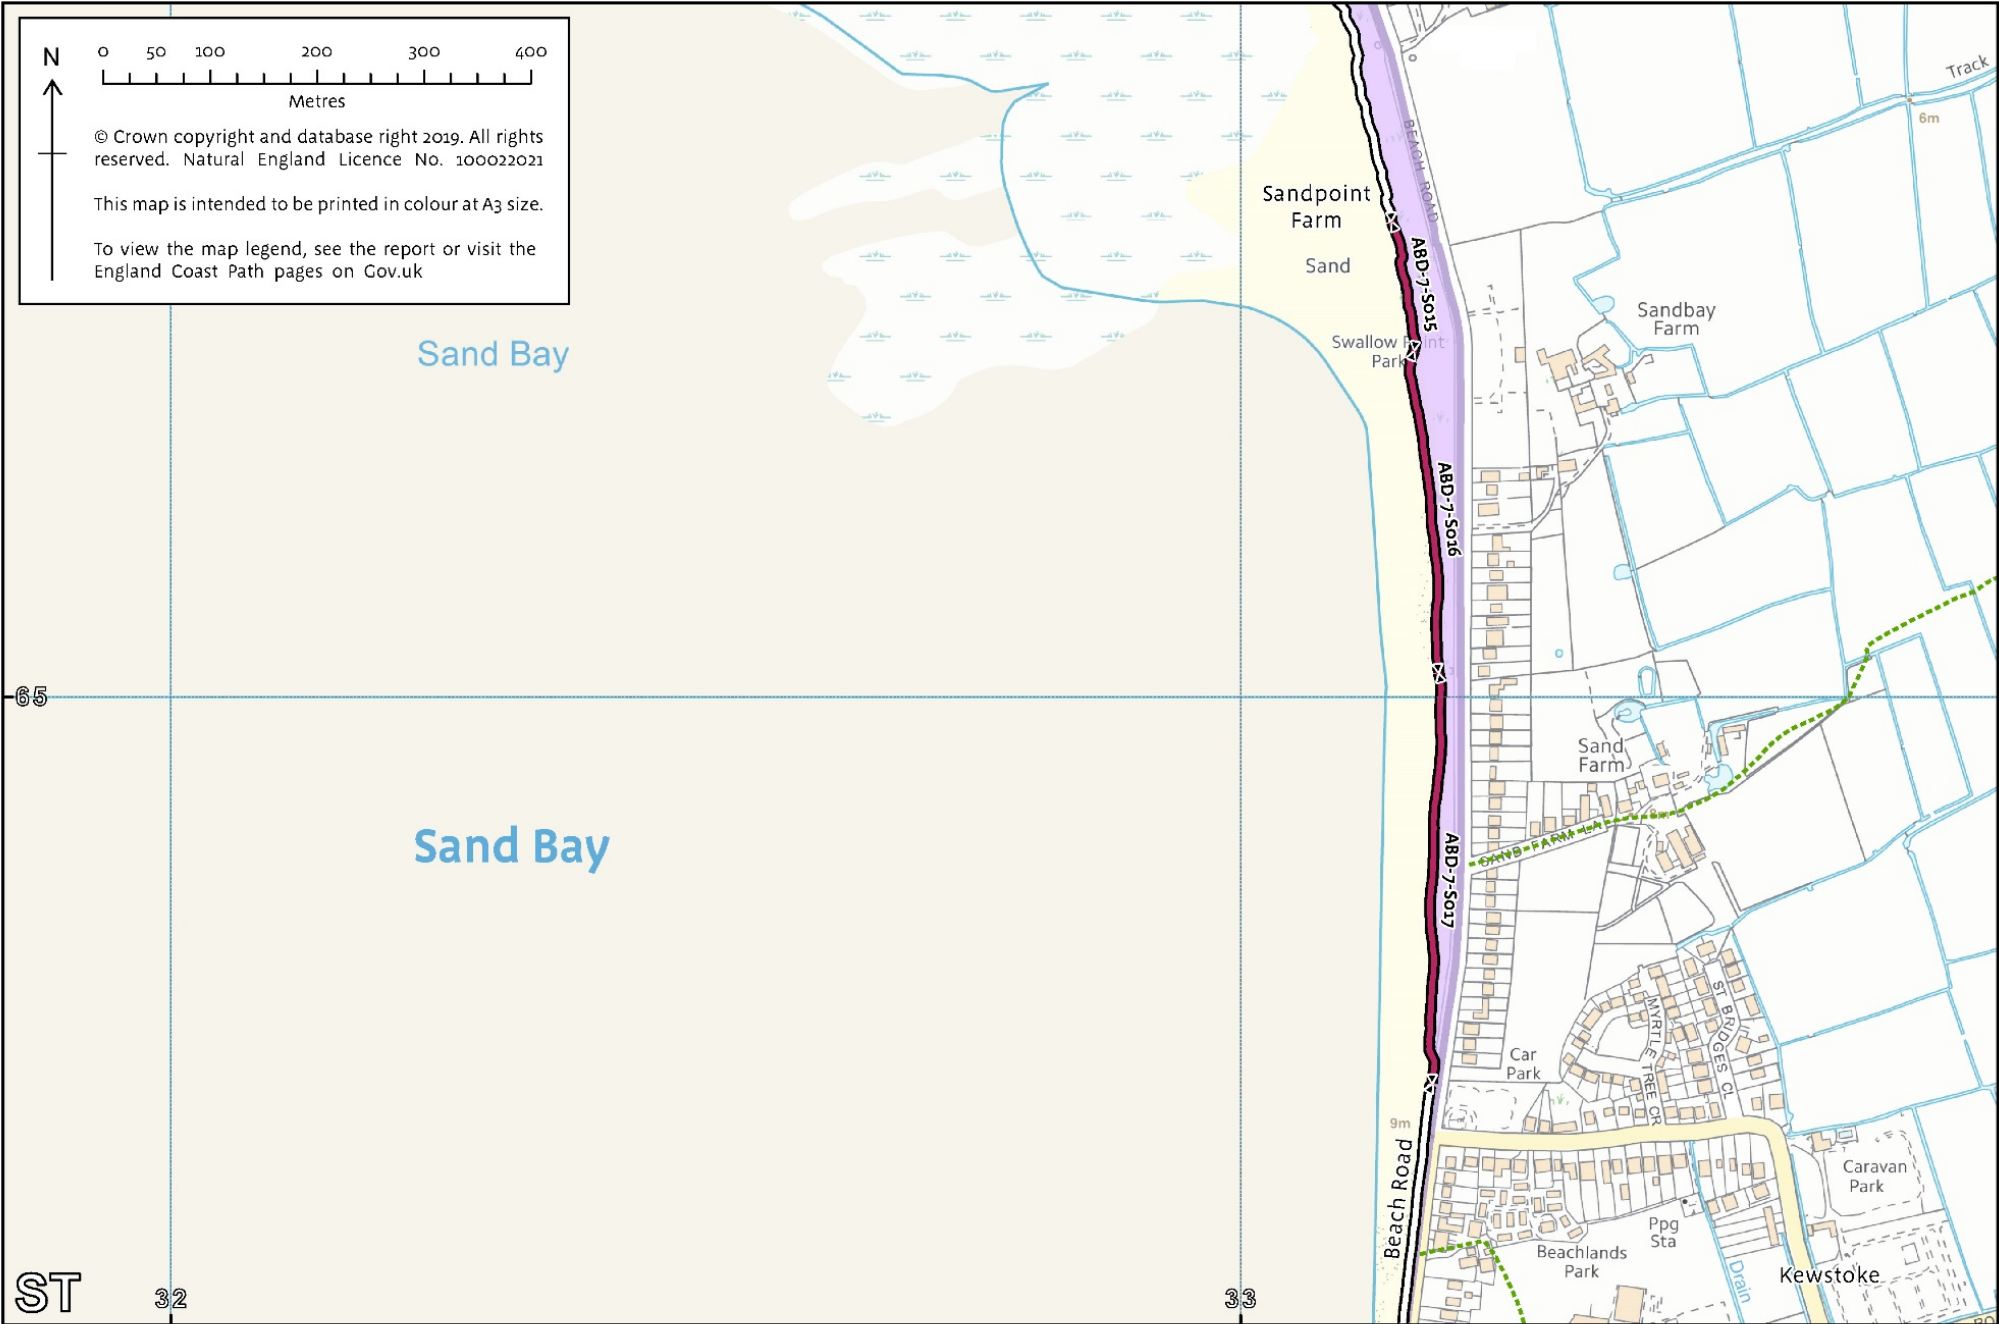 N
0 50 100 200 300 400
Metres
© Crown copyright and database right 2019. All rights
reserved. Natural England Licence No. 100022021
This map is intended to be printed in colour at A3 size.
To view the map legend, see the report or visit the
England Coast Path pages on Gov.uk
Track
6m
BEACH ROAD
Sandpoint
Farm
Sand
ABD-7-S015
Sandbay
Farm
Swallow Point
Park
Sand Bay
ABD-7-S016
65
Sand
Farm
Sand Bay
SAND FARM LA
ABD-7-S017
ST BRIDGES CL
MYRTLE TREE CR
Car
Park
9m
Beach Road
Caravan
Park
Ppg
Sta
Beachlands
Park
Drain
Kewstoke
ST
32
33